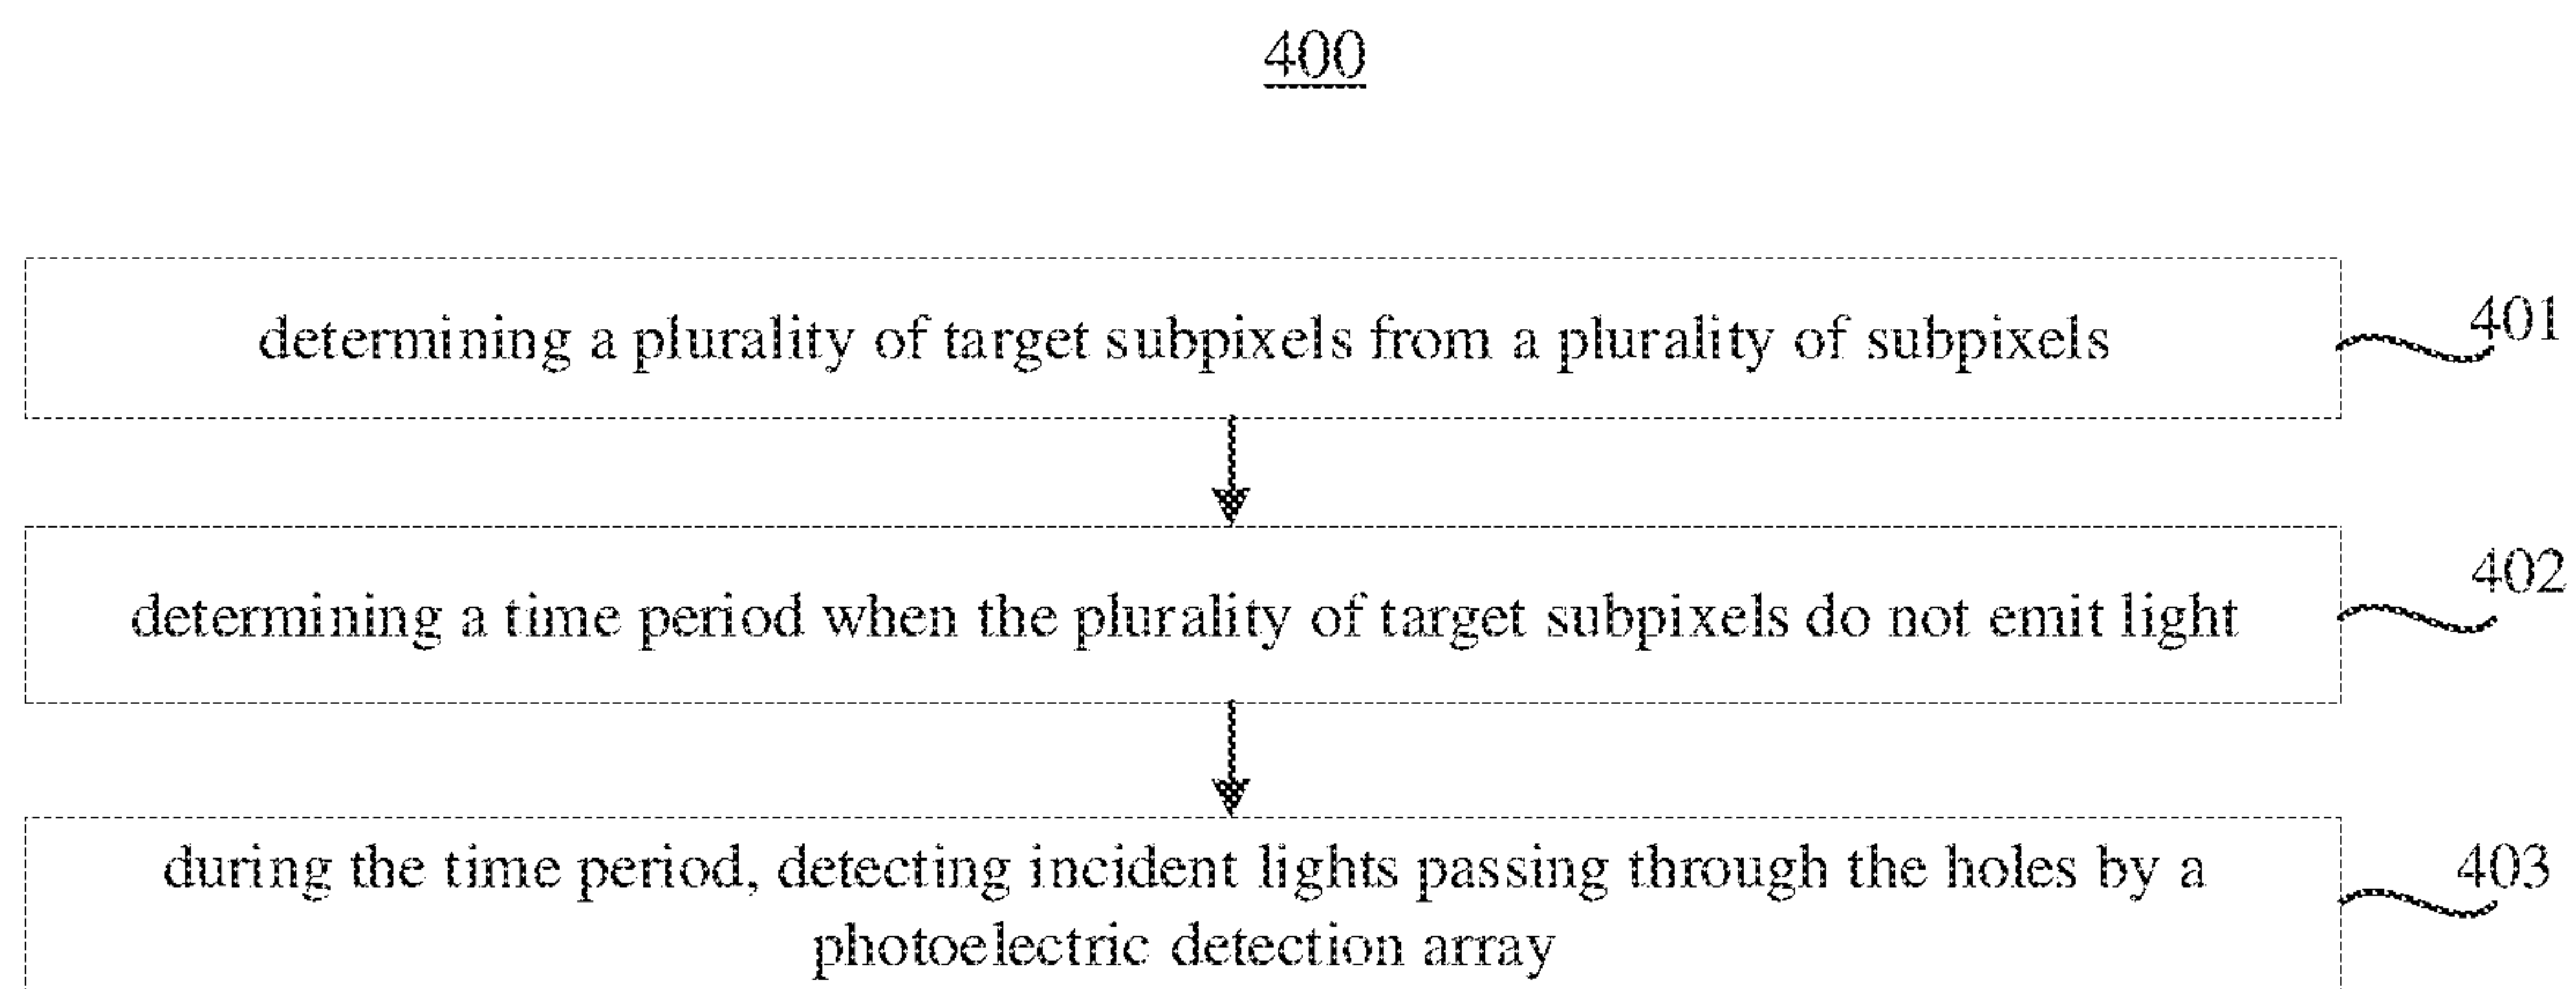 400
determining a plurality of target subpixels from a plurality of subpixels
401
determining a time period when the plurality of target subpixels do not emit light
402
during the time period, detecting incident lights passing through the holes by a
photoelectric detection array
403